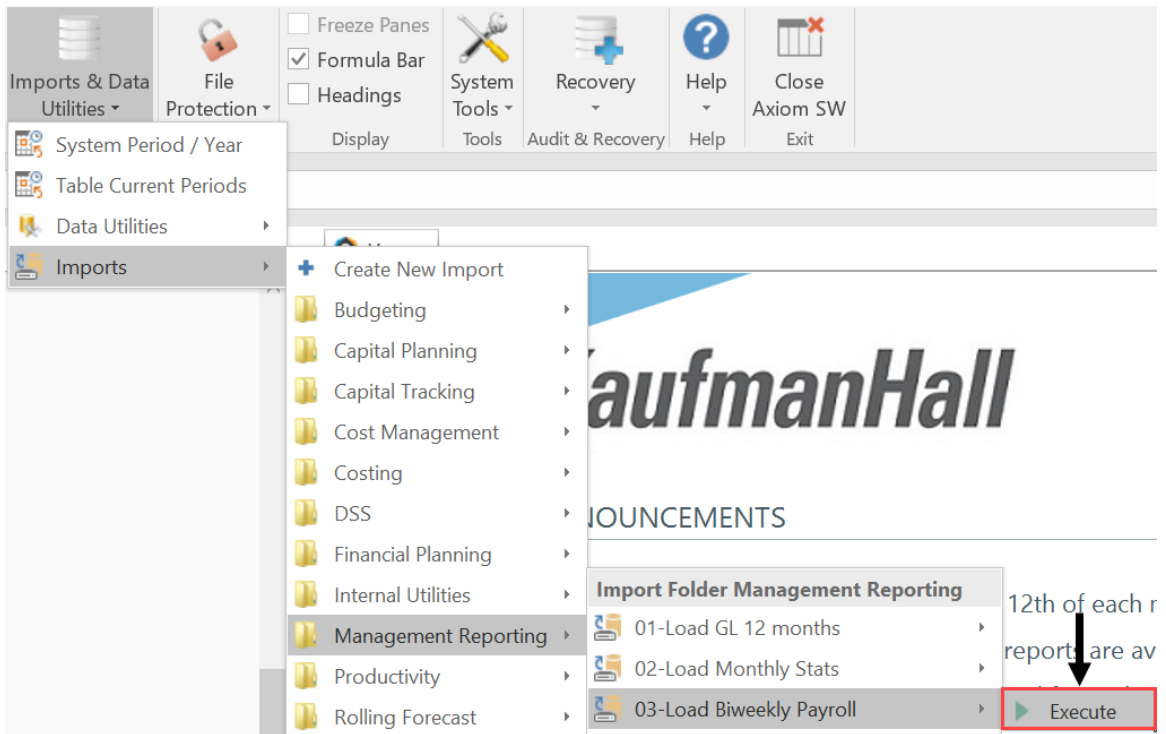 Freeze Panes
Formula Bar
Headings
Imports & Data
Utilities
File
Protection
System
Tools
Recovery
Help
Close
Axiom SW
Display
Tools
Audit & Recovery
Help
Exit
System Period / Year
Table Current Periods
Data Utilities
Imports
Create New Import
Budgeting
Capital Planning
Capital Tracking
Cost Management
Costing
DSS
Financial Planning
Internal Utilities
Management Reporting
Productivity
Rolling Forecast
aufmanHall
NOUNCEMENTS
Import Folder Management Reporting
01-Load GL 12 months
02-Load Monthly Stats
03-Load Biweekly Payroll
12th of each
reports are av
Execute